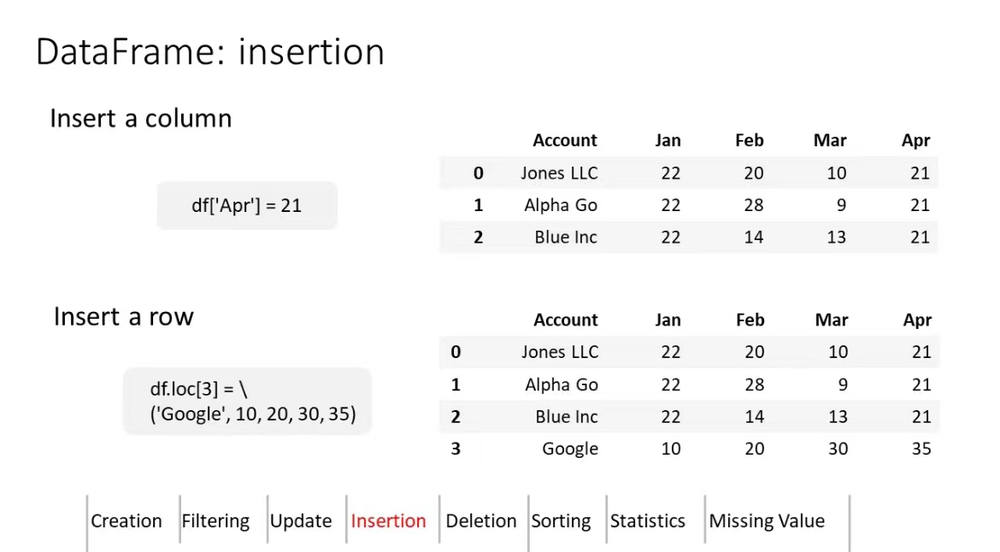 DataFrame: insertion
Insert a column
df['Apr'] = 21
Account Jan Feb Mar Apr
0 Jones LLC 22 20 10 21
1 Alpha Go 22 28 9 21
2 Blue Inc 22 14 13 21
Insert a row
df.loc[3] = \
('Google', 10, 20, 30, 35)
Account Jan Feb Mar Apr
0 Jones LLC 22 20 10 21
1 Alpha Go 22 28 9 21
2 Blue Inc 22 14 13 21
3 Google 10 20 30 35
Creation Filtering Update Insertion Deletion Sorting Statistics Missing Value